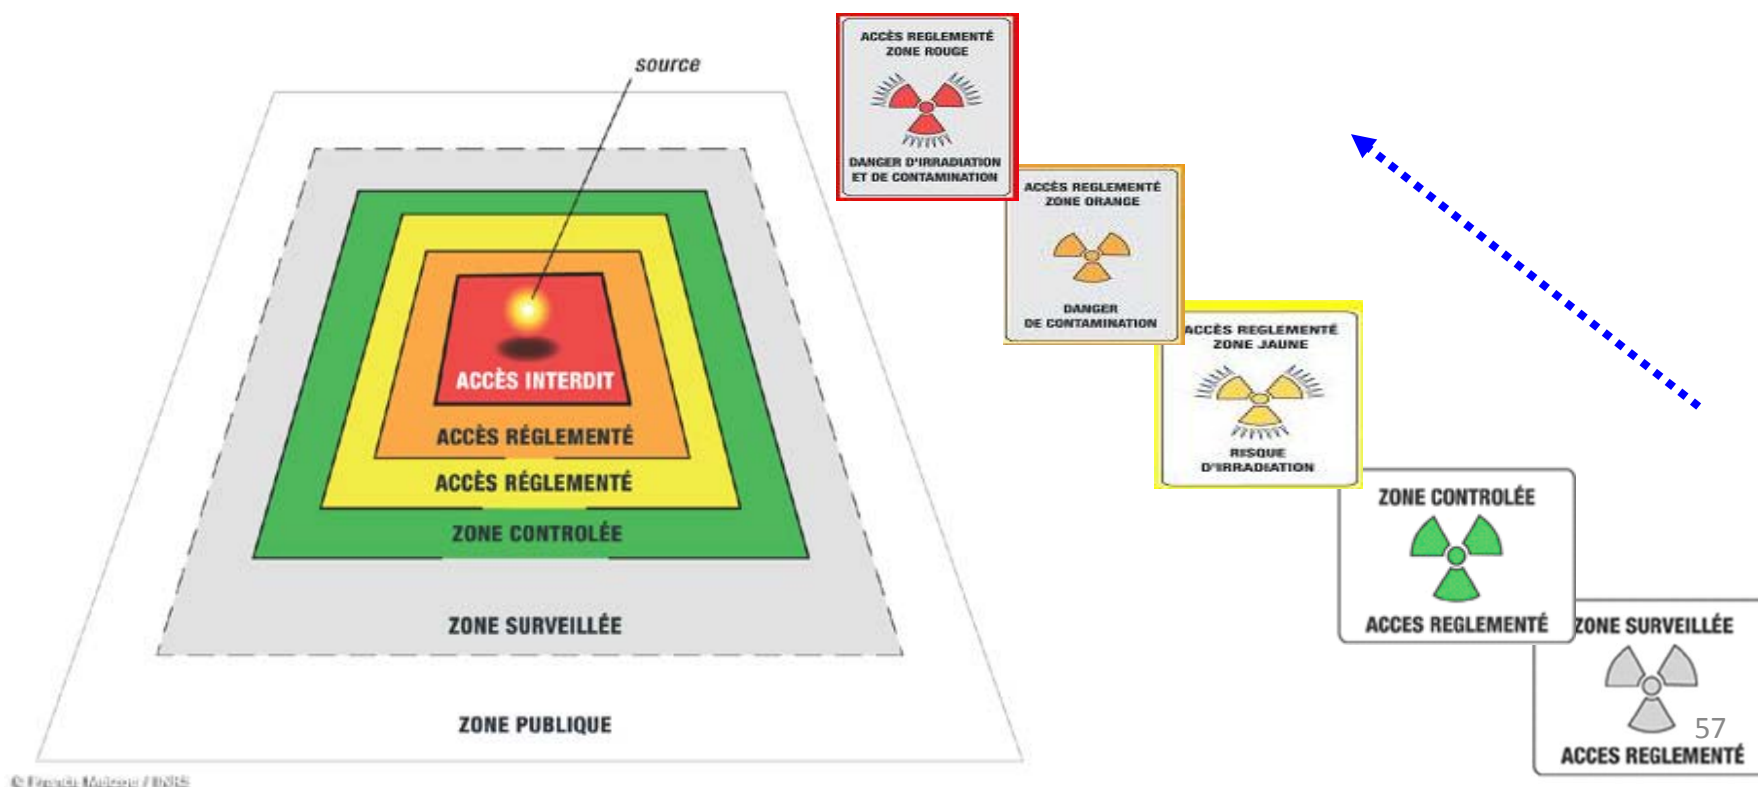 source
ACCÈS INTERDIT
ACCÈS RÉGLEMENTÉ
ACCÈS RÉGLEMENTÉ
ZONE CONTROLÉE
ZONE SURVEILLÉE
ZONE PUBLIQUE
ACCÈS REGLEMENTÉ
ZONE ROUGE
DANGER D'IRRADIATION
ET DE CONTAMINATION
ACCÈS REGLEMENTÉ
ZONE ORANGE
DANGER
DE CONTAMINATION
ACCÈS REGLEMENTÉ
ZONE JAUNE
RISQUE
D'IRRADIATION
ZONE CONTROLÉE
ACCES REGLEMENTÉ
ZONE SURVEILLÉE
57
ACCES REGLEMENTÉ
/ INRS